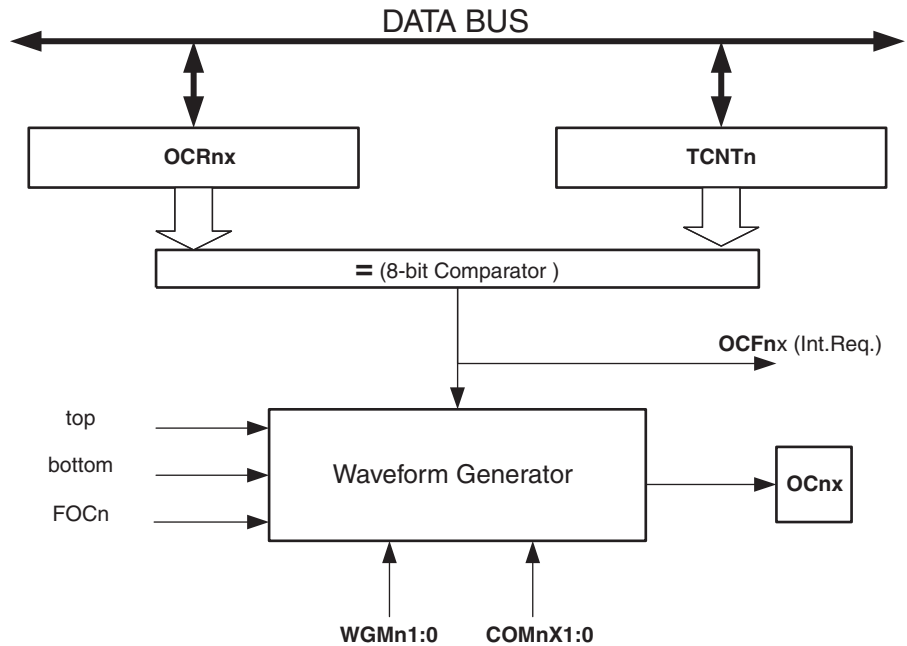 DATA BUS
OCRnx
TCNTn
= (8-bit Comparator )
OCFnx (Int.Req.)
top
bottom
FOCn
Waveform Generator
OCnx
WGMn1:0
COMnX1:0